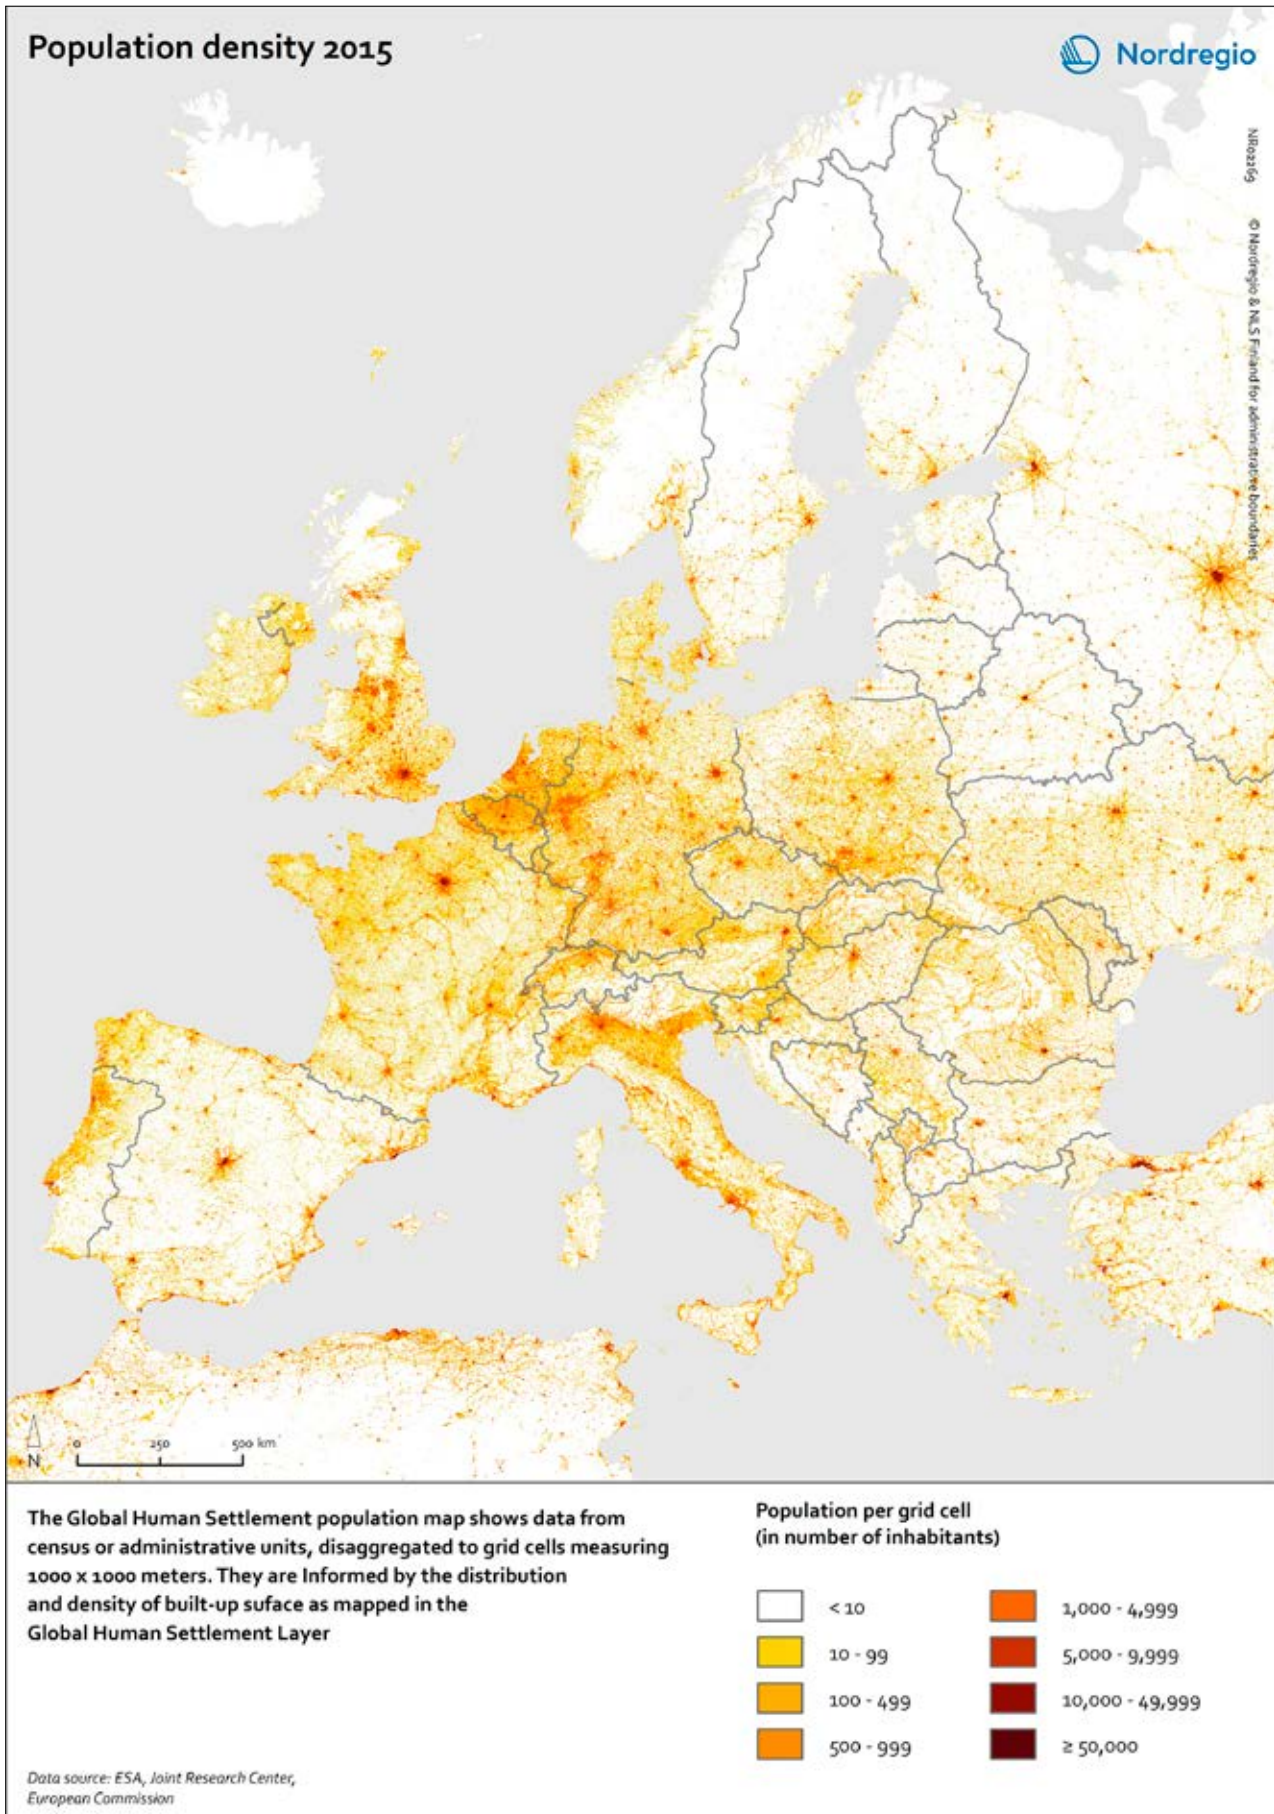 Population density 2015
Nordregio
NR02269
© Nordregio & NLS Finland for administrative boundaries
N
0 250 500 km
The Global Human Settlement population map shows data from
census or administrative units, disaggregated to grid cells measuring
1000 x 1000 meters. They are Informed by the distribution
and density of built-up suface as mapped in the
Global Human Settlement Layer
Data source: ESA, Joint Research Center,
European Commission
Population per grid cell
(in number of inhabitants)
< 10
10 - 99
100 - 499
500 - 999
1,000 - 4,999
5,000 - 9,999
10,000 - 49,999
≥ 50,000